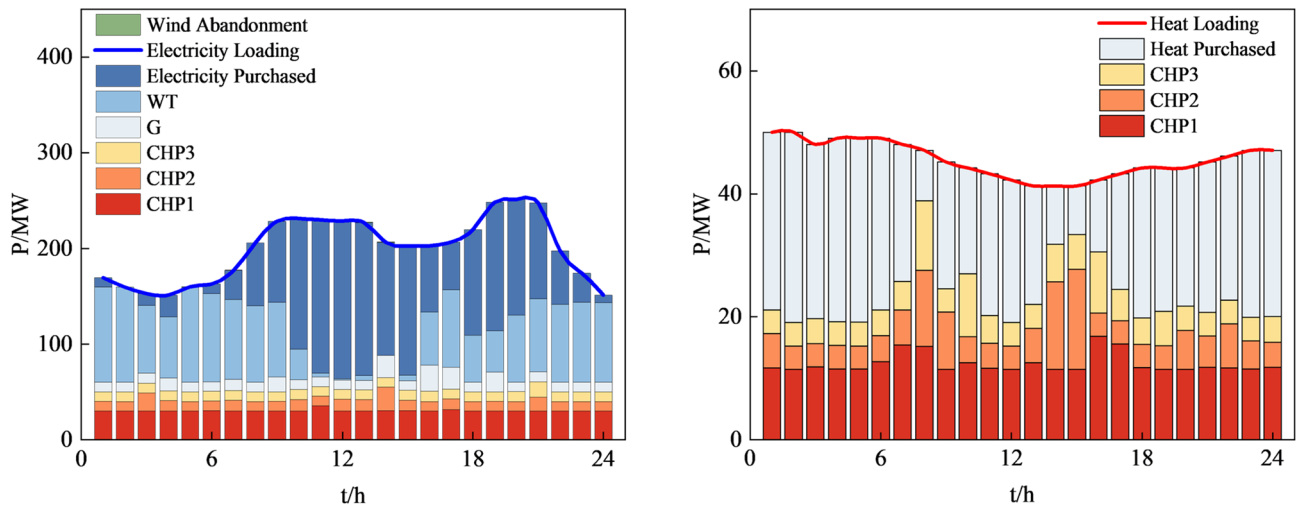 Wind Abandonment
Electricity Loading
Electricity Purchased
WT
G
CHP3
CHP2
CHP1
400
300
200
100
0
P/MW
0 6 12 18 24
t/h
Heat Loading
Heat Purchased
CHP3
CHP2
CHP1
60
40
20
0
P/MW
0 6 12 18 24
t/h